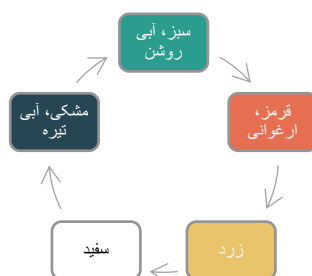 سبز، آبی
روشن
قرمز،
ارغوانی
زرد
سفید
مشکی، آبی
تیره